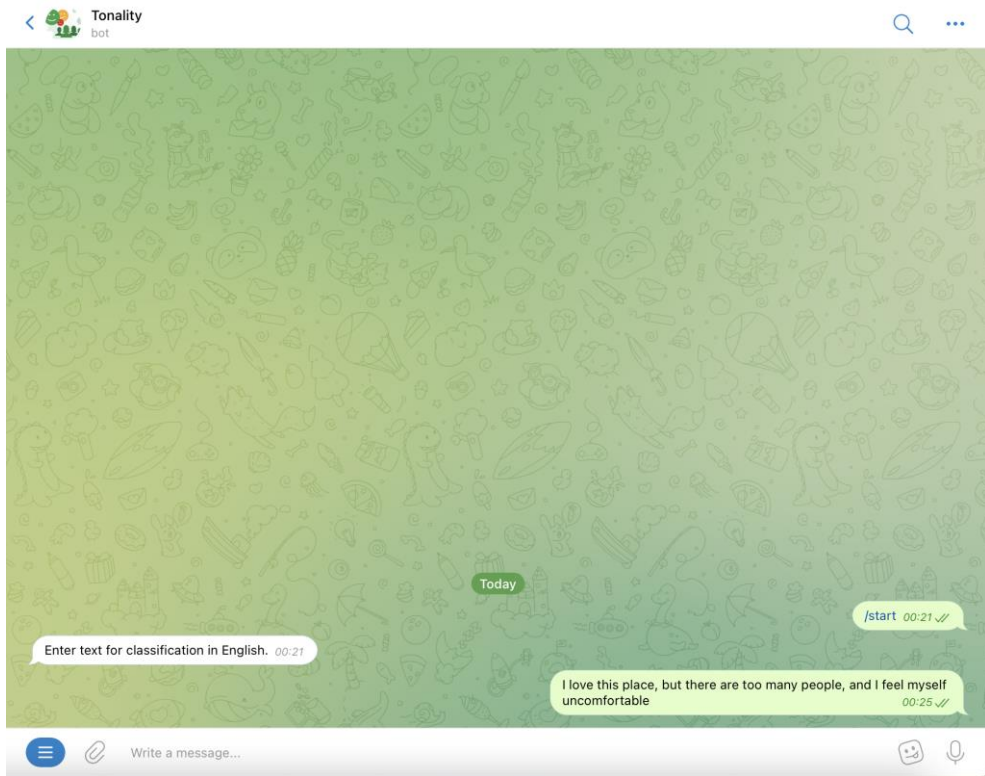 Tonality
bot
Today
/start 00:21
Enter text for classification in English. 00:21
I love this place, but there are too many people, and I feel myself
uncomfortable 00:25
Write a message...